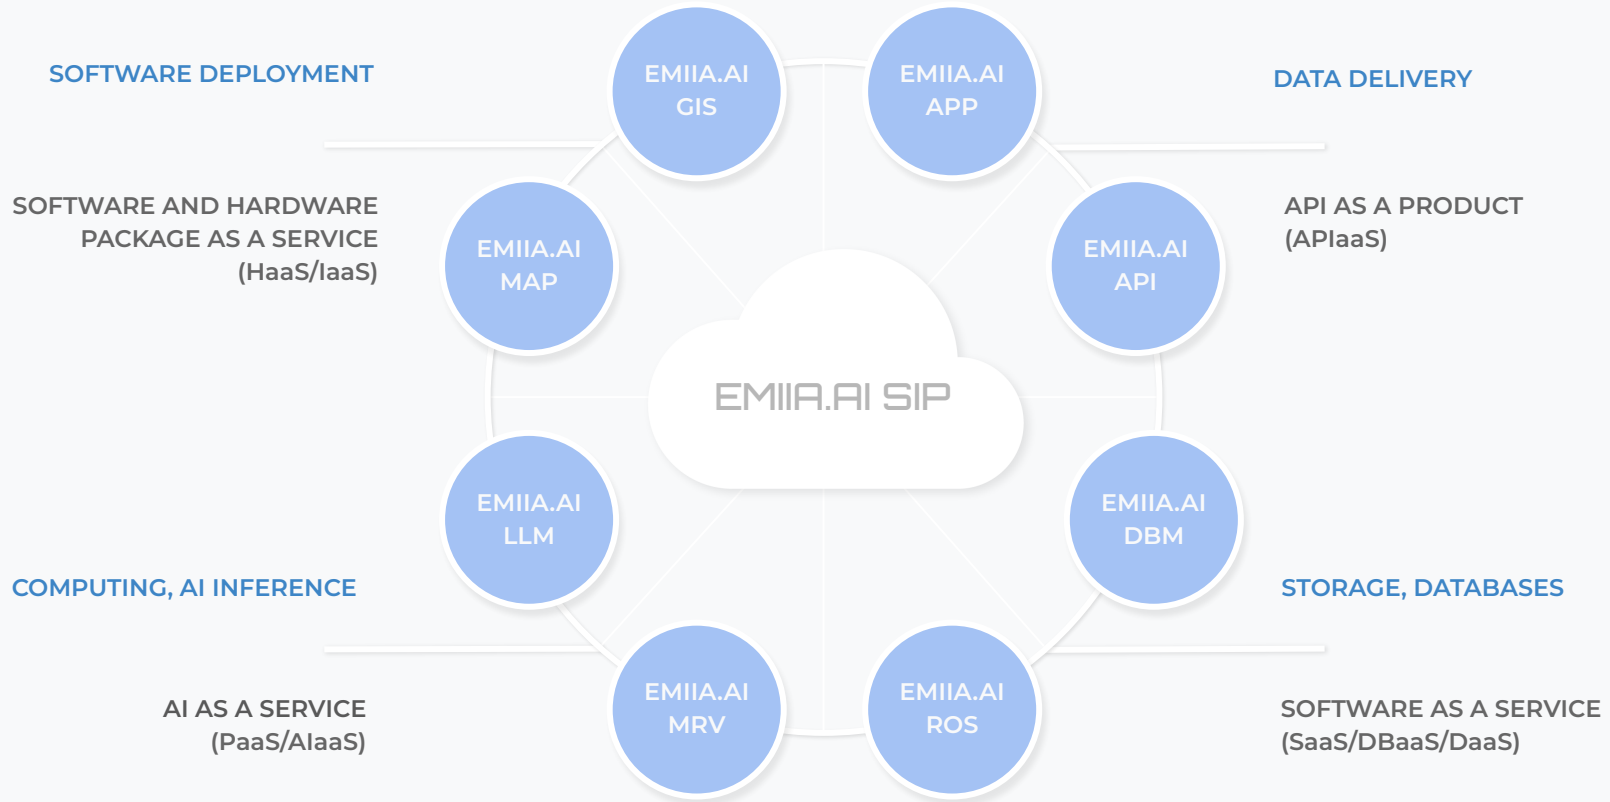 SOFTWARE DEPLOYMENT
SOFTWARE AND HARDWARE
PACKAGE AS A SERVICE
(HaaS/IaaS)
EMIIA.AI
GIS
EMIIA.AI
APP
DATA DELIVERY
API AS A PRODUCT
(APIaaS)
EMIIA.AI
MAP
EMIIA.AI
API
EMIIA.AI SIP
EMIIA.AI
LLM
EMIIA.AI
DBM
COMPUTING, AI INFERENCE
AI AS A SERVICE
(PaaS/AIaaS)
EMIIA.AI
MRV
EMIIA.AI
ROS
STORAGE, DATABASES
SOFTWARE AS A SERVICE
(SaaS/DBaaS/DaaS)